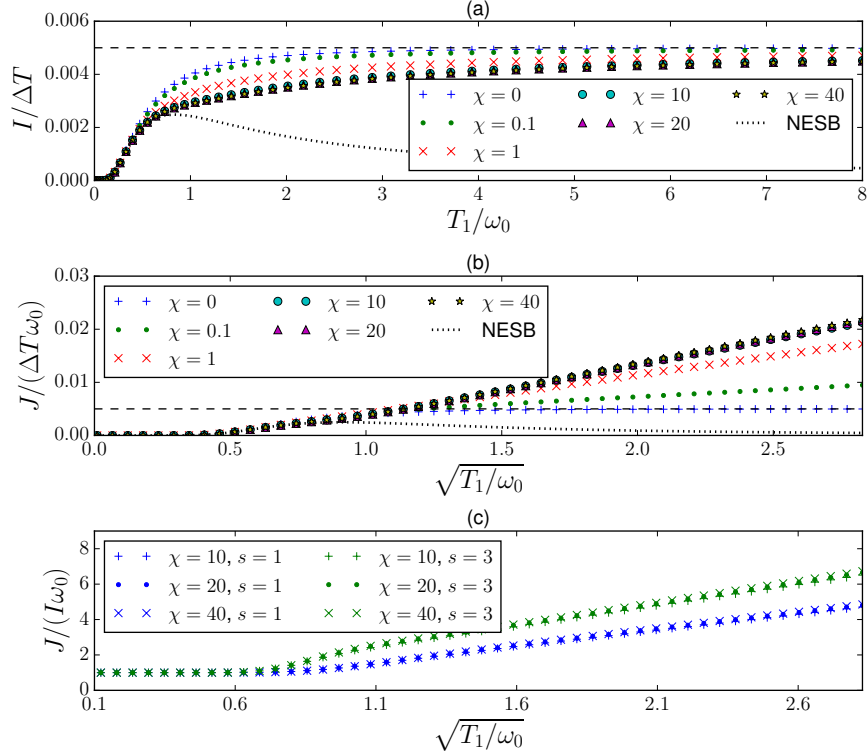 (a)
I/ΔT
0.006
0.004
0.002
0.000
χ = 0
χ = 0.1
χ = 1
χ = 10
χ = 20
χ = 40
NESB
1 2 3 4 5 6 7 8
T₁/ω₀
(b)
J/(ΔTω₀)
0.03
0.02
0.01
0.00
χ = 0
χ = 0.1
χ = 1
χ = 10
χ = 20
χ = 40
NESB
0.0 0.5 1.0 1.5 2.0 2.5
√T₁/ω₀
(c)
J/(Iω₀)
8
6
4
2
0
χ = 10, s = 1
χ = 20, s = 1
χ = 40, s = 1
χ = 10, s = 3
χ = 20, s = 3
χ = 40, s = 3
0.1 0.6 1.1 1.6 2.1 2.6
√T₁/ω₀